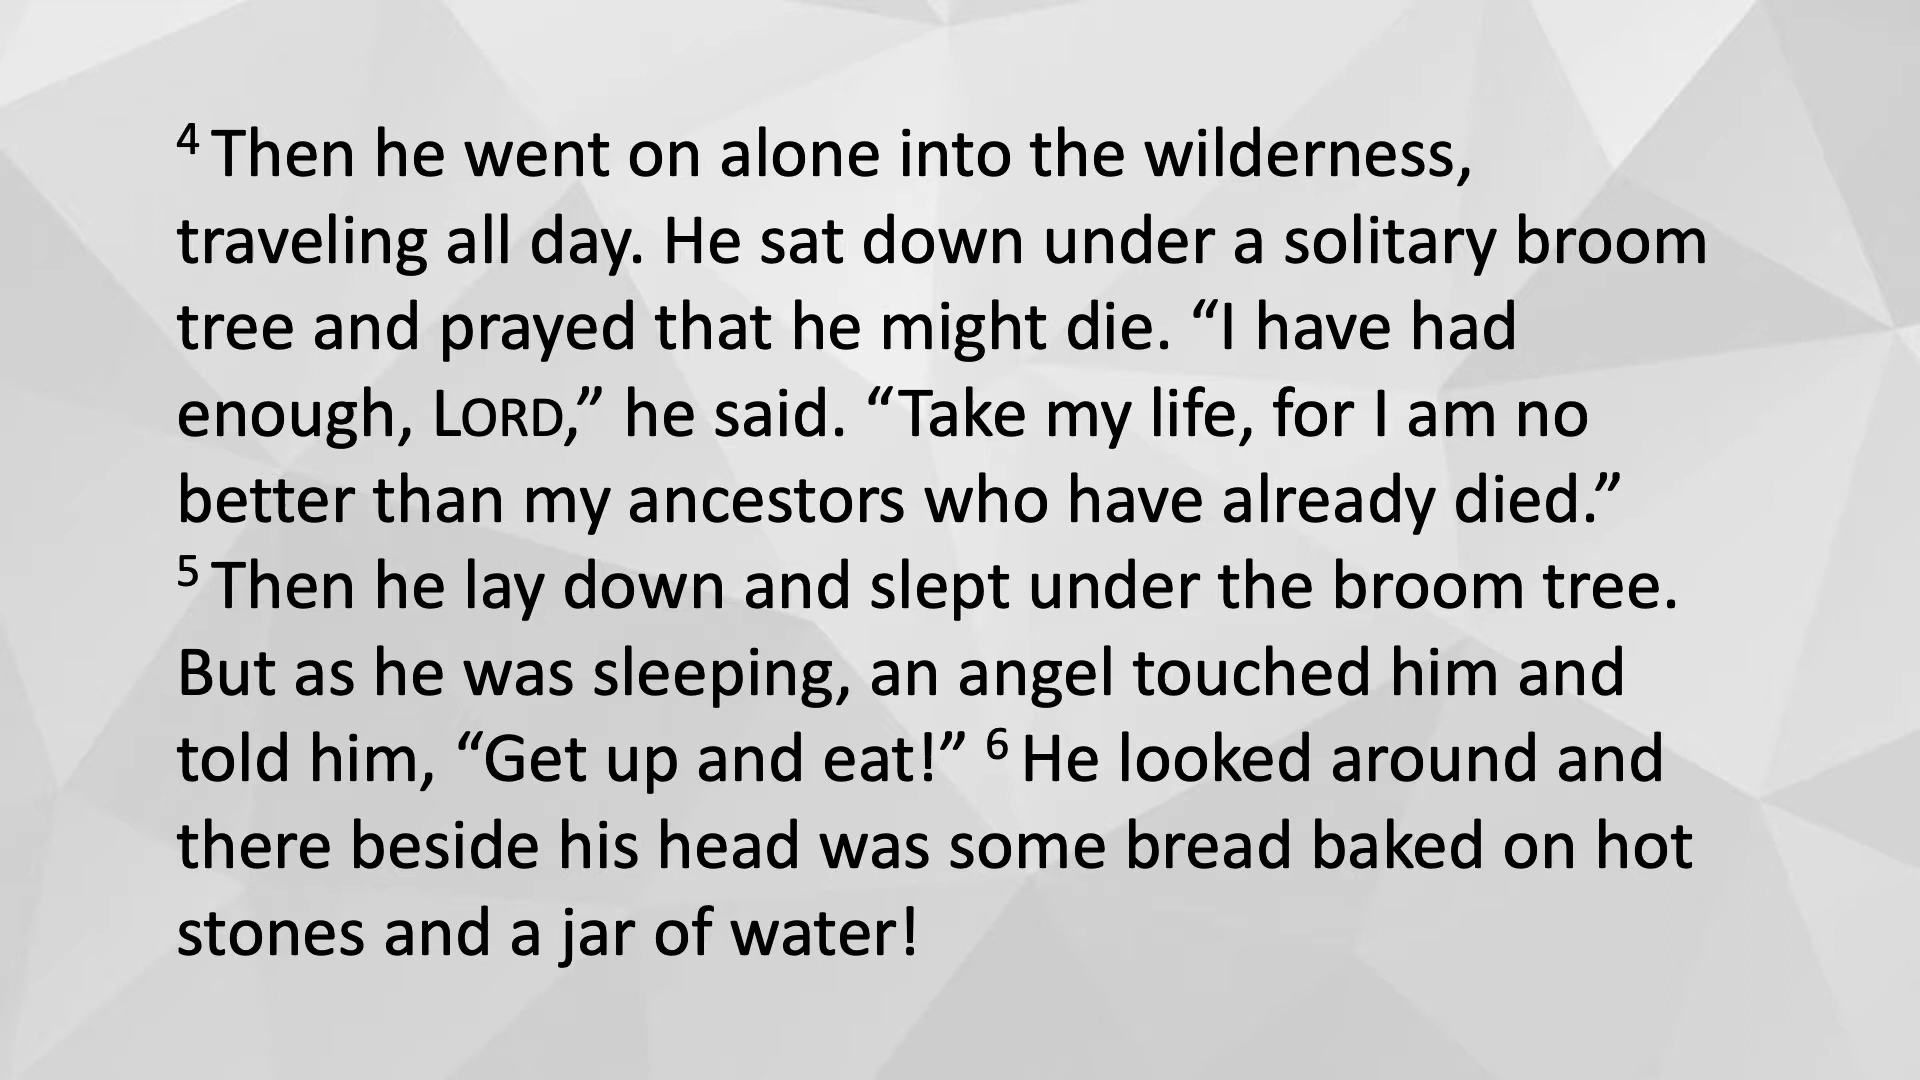 4 Then he went on alone into the wilderness,
traveling all day. He sat down under a solitary broom
tree and prayed that he might die. “I have had
enough, LORD,” he said. “Take my life, for I am no
better than my ancestors who have already died.”
5 Then he lay down and slept under the broom tree.
But as he was sleeping, an angel touched him and
told him, “Get up and eat!” 6 He looked around and
there beside his head was some bread baked on hot
stones and a jar of water!